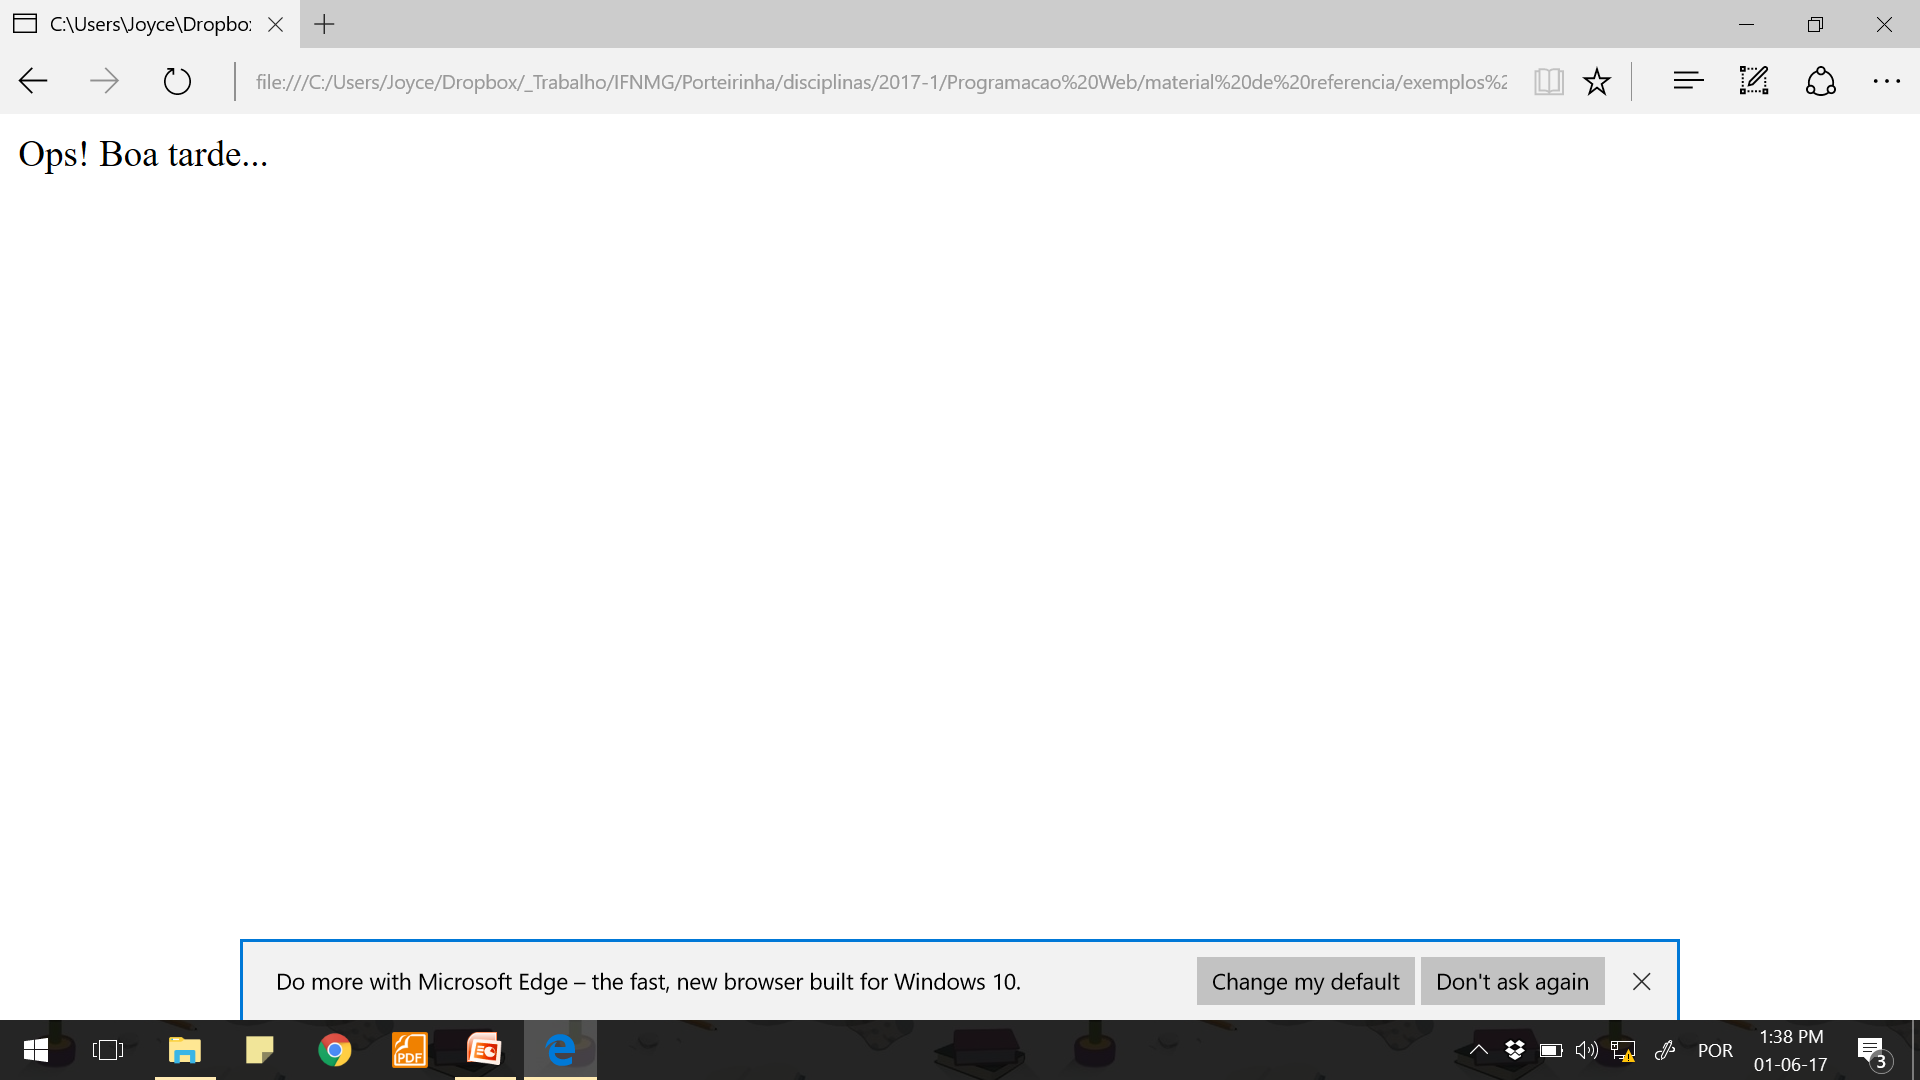 C:\Users\Joyce\Dropbo
file:///C:/Users/Joyce/Dropbox/_Trabalho/IFNMG/Porteirinha/disciplinas/2017-1/Programacao%20Web/material%20de%20referencia/exemplos%2
Ops! Boa tarde...
Do more with Microsoft Edge – the fast, new browser built for Windows 10.
Change my default
Don't ask again
PDF
POR
1:38 PM
01-06-17
3